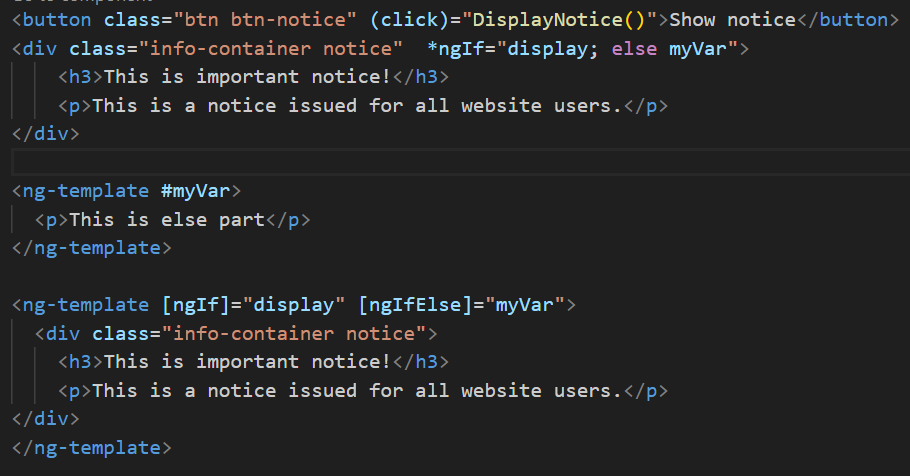 <button class="btn btn-notice" (click)="DisplayNotice()">Show notice</button>
<div class="info-container notice"  *ngIf="display; else myVar">
    <h3>This is important notice!</h3>
    <p>This is a notice issued for all website users.</p>
</div>

<ng-template #myVar>
  <p>This is else part</p>
</ng-template>

<ng-template [ngIf]="display" [ngIfElse]="myVar">
  <div class="info-container notice">
    <h3>This is important notice!</h3>
    <p>This is a notice issued for all website users.</p>
</div>
</ng-template>